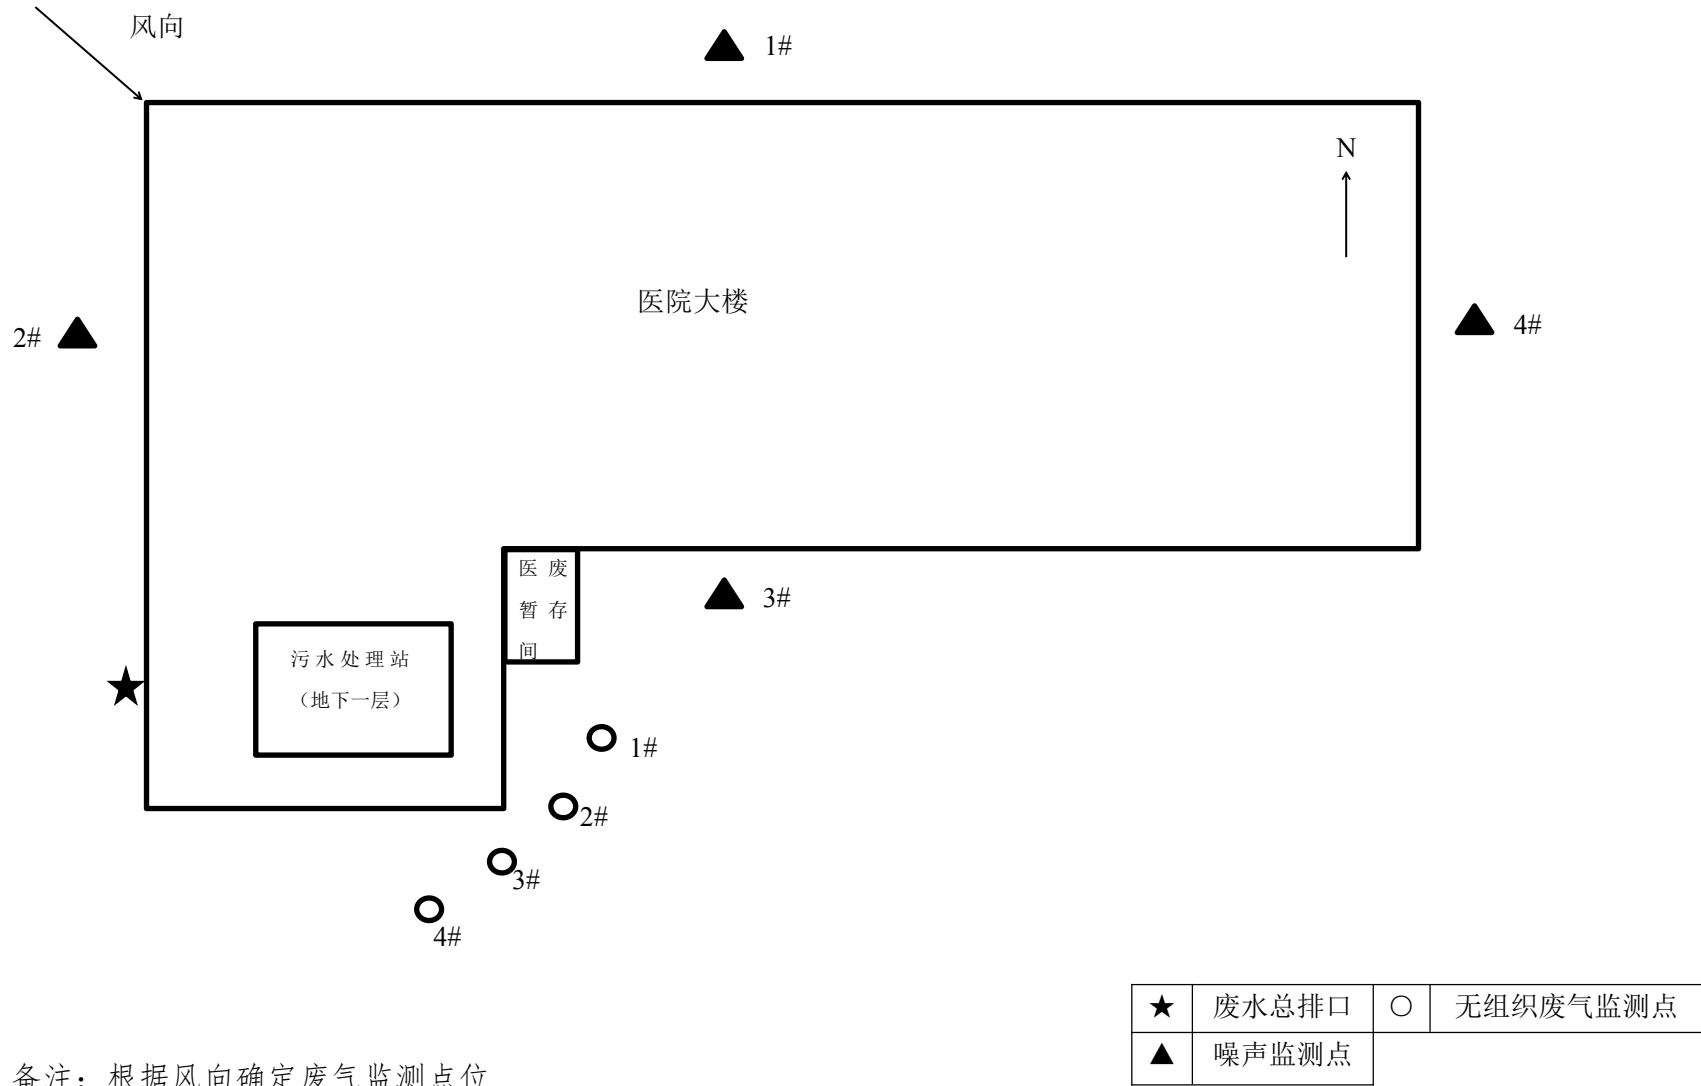 风向
1#
N
医院大楼
2#
4#
医废
暂存
间
3#
污水处理站
（地下一层）
1#
2#
3#
4#
★ 废水总排口 ○ 无组织废气监测点
▲ 噪声监测点
备注：根据风向确定废气监测点位